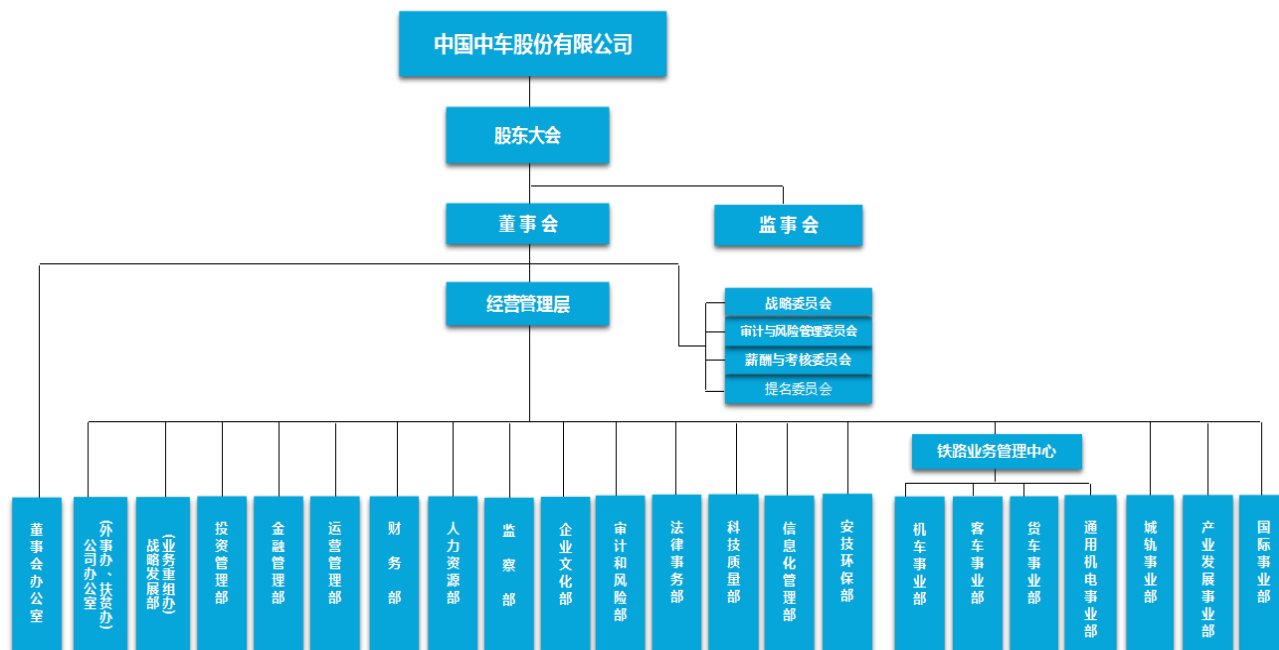 中国中车股份有限公司
股东大会
董事会
监事会
经营管理层
战略委员会
审计与风险管理委员会
薪酬与考核委员会
提名委员会
铁路业务管理中心
董事会办公室
公司办公室
(外事办、扶贫办)
战略发展部
(业务重组办)
投资管理部
金融管理部
运营管理部
财务部
人力资源部
监察部
企业文化部
审计和风险部
法律事务部
科技质量部
信息化管理部
安技环保部
机车事业部
客车事业部
货车事业部
通用机电事业部
城轨事业部
产业发展事业部
国际事业部